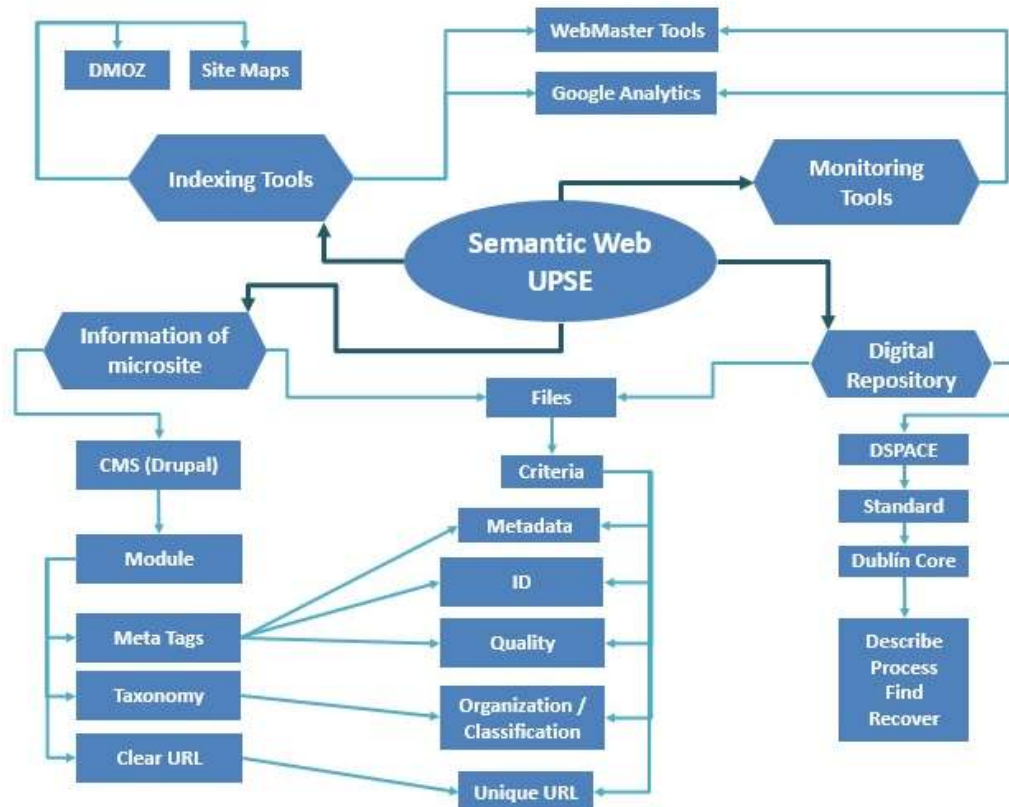 WebMaster Tools
DMOZ
Site Maps
Google Analytics
Indexing Tools
Monitoring
Tools
Semantic Web
UPSE
Information of
microsite
Digital
Repository
Files
CMS (Drupal)
Criteria
DSPACE
Metadata
Standard
Module
ID
Dublín Core
Meta Tags
Quality
Describe
Process
Find
Recover
Taxonomy
Organization /
Classification
Clear URL
Unique URL